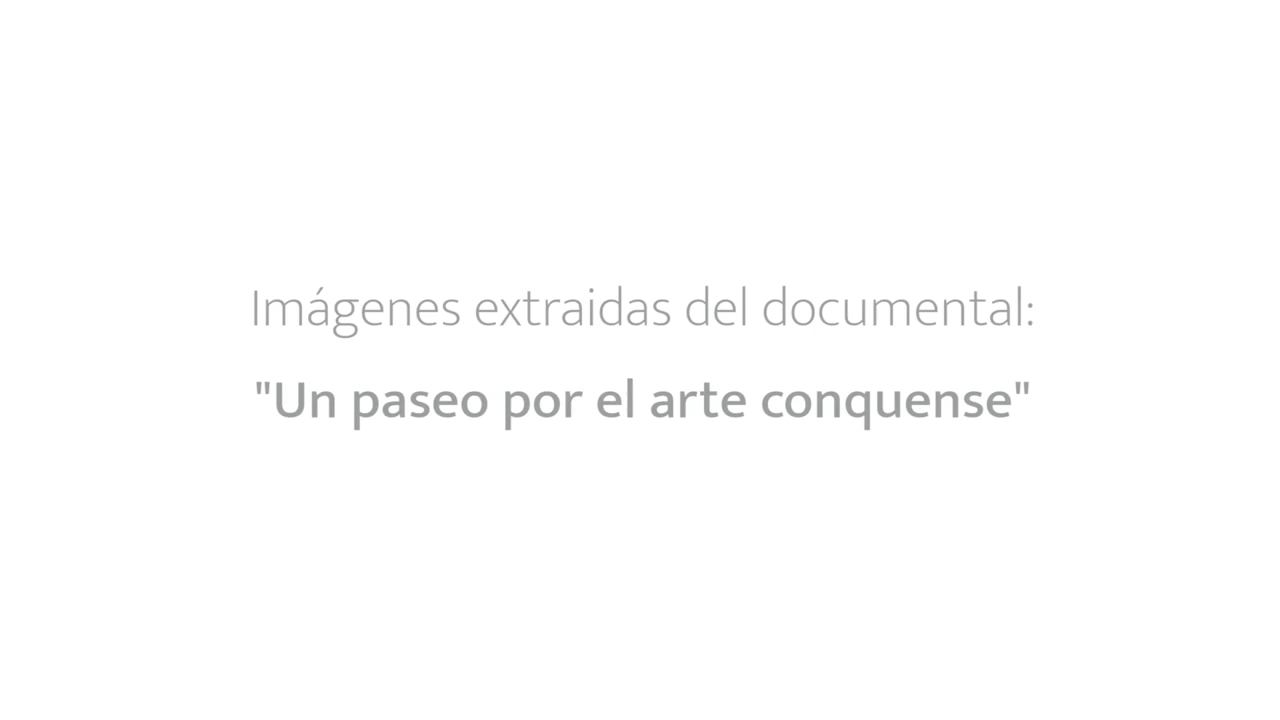 Imágenes extraidas del documental:
"Un paseo por el arte conquense"